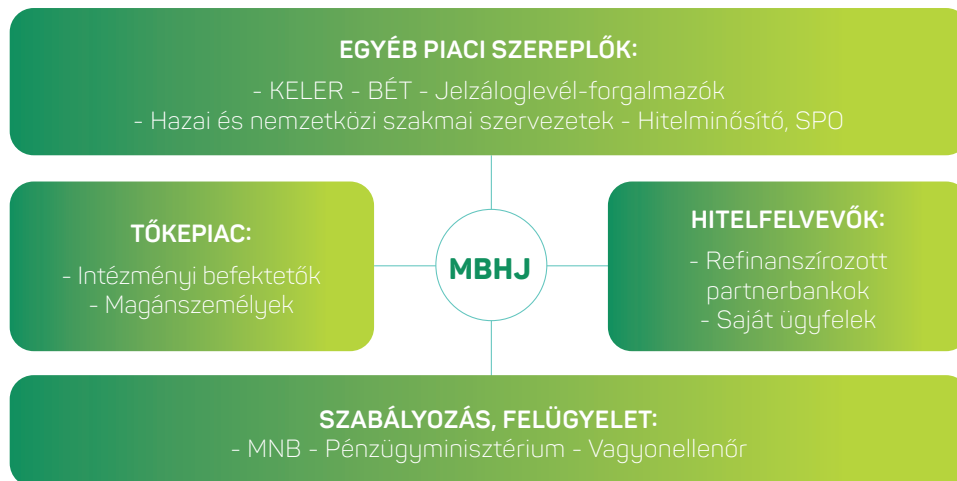 EGYÉB PIACI SZEREPLŐK:
- KELER - BÉT - Jelzáloglevél-forgalmazók
- Hazai és nemzetközi szakmai szervezetek - Hitelminősítő, SPO
TŐKEPIAC:
- Intézményi befektetők
- Magánszemélyek
MBHJ
HITELFELVEVŐK:
- Refinanszírozott
partnerbankok
- Saját ügyfelek
SZABÁLYOZÁS, FELÜGYELET:
- MNB - Pénzügyminisztérium - Vagyonellenőr